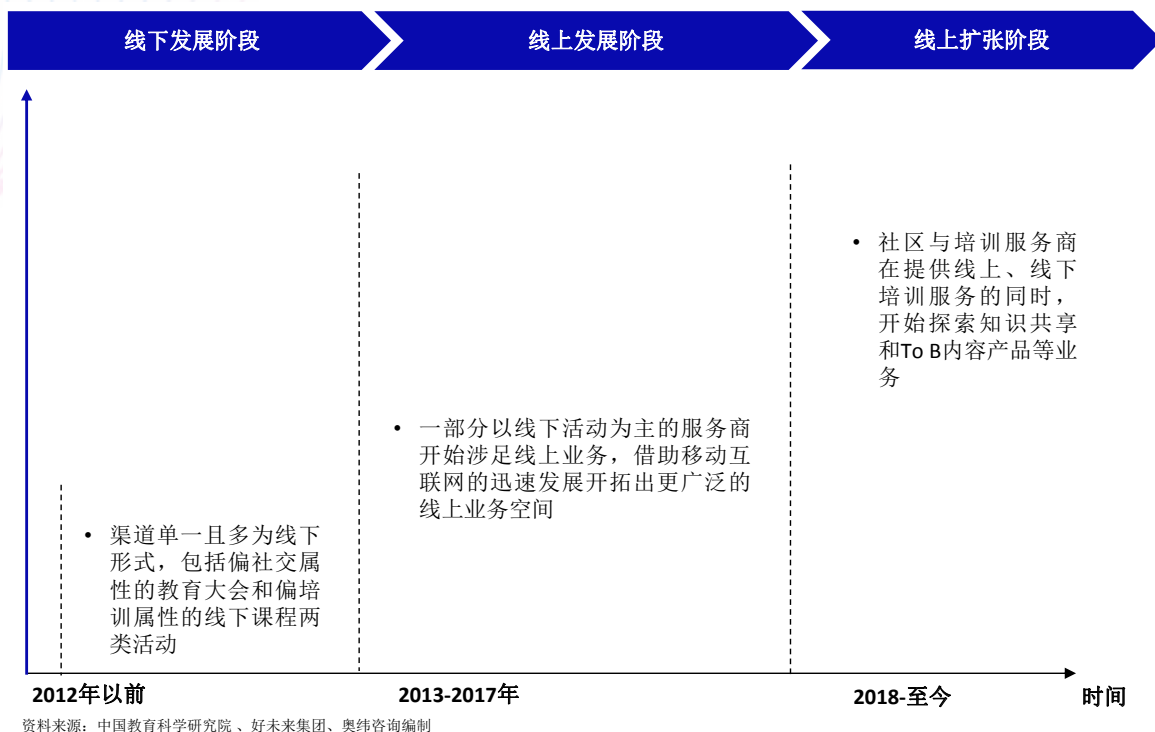 线下发展阶段
线上发展阶段
线上扩张阶段
• 社区与培训服务商
在提供线上、线下
培训服务的同时，
开始探索知识共享
和To B内容产品等业
务
• 一部分以线下活动为主的服务商
开始涉足线上业务，借助移动互
联网的迅速发展开拓出更广泛的
线上业务空间
• 渠道单一且多为线下
形式，包括偏社交属
性的教育大会和偏培
训属性的线下课程两
类活动
2012年以前
2013-2017年
2018-至今
时间
资料来源：中国教育科学研究院 、好未来集团、奥纬咨询编制